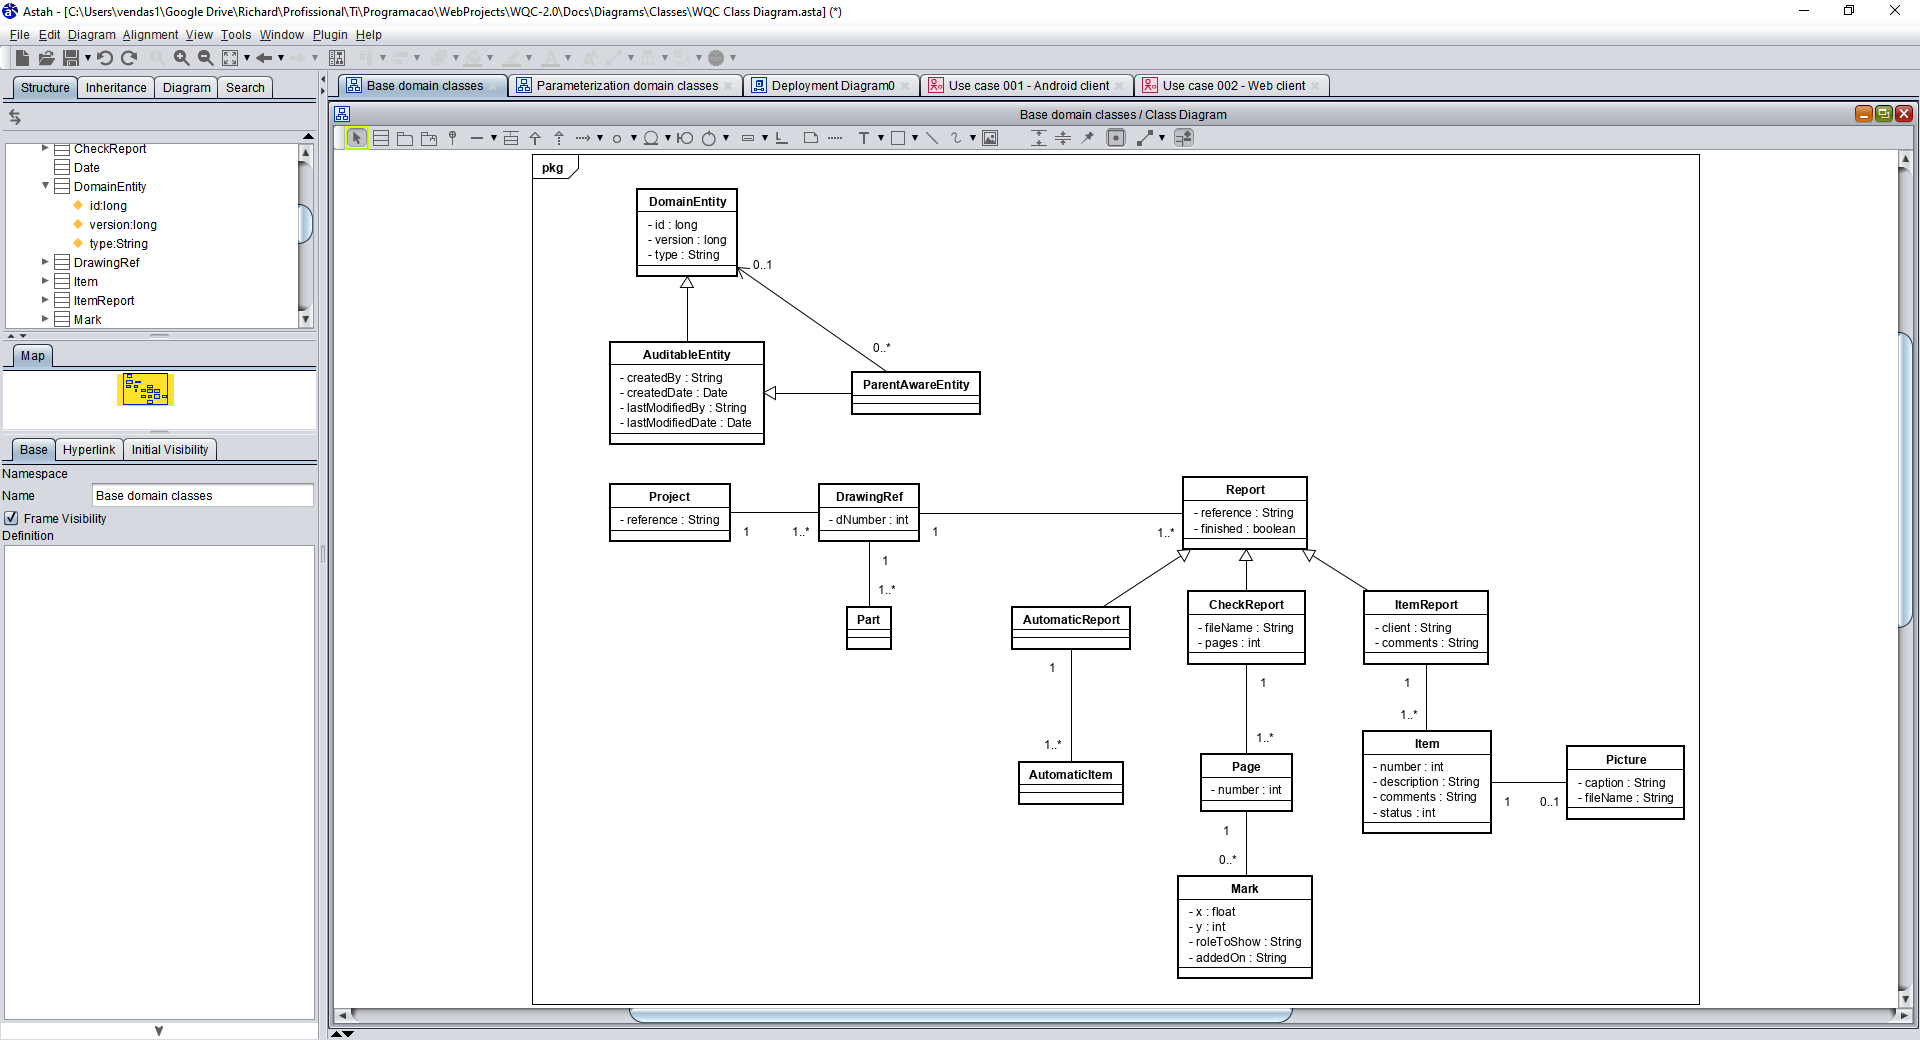 Astah - [C:\Users\vendas1\Google Drive\Richard\Profissional\Ti\Programacao\WebProjects\WQC-2.0\Docs\Diagrams\Classes\WQC Class Diagram.asta] (*)
File Edit Diagram Alignment View Tools Window Plugin Help
Structure Inheritance Diagram Search
CheckReport
Date
DomainEntity
id:long
version:long
type:String
DrawingRef
Item
ItemReport
Mark
Map
Base Hyperlink Initial Visibility
Namespace
Name Base domain classes
Frame Visibility
Definition
Base domain classes Parameterization domain classes Deployment Diagram0 Use case 001 - Android client Use case 002 - Web client
Base domain classes / Class Diagram
pkg
DomainEntity
- id : long
- version : long
- type : String
0..1
0..*
AuditableEntity
- createdBy : String
- createdDate : Date
- lastModifiedBy : String
- lastModifiedDate : Date
ParentAwareEntity
Project
- reference : String
1
1..*
DrawingRef
- dNumber : int
1
1..*
Report
- reference : String
- finished : boolean
1
1..*
Part
AutomaticReport
1
1..*
AutomaticItem
CheckReport
- fileName : String
- pages : int
1
1..*
Page
- number : int
1
0..*
Mark
- x : float
- y : int
- roleToShow : String
- addedOn : String
ItemReport
- client : String
- comments : String
1
1..*
Item
- number : int
- description : String
- comments : String
- status : int
1
0..1
Picture
- caption : String
- fileName : String